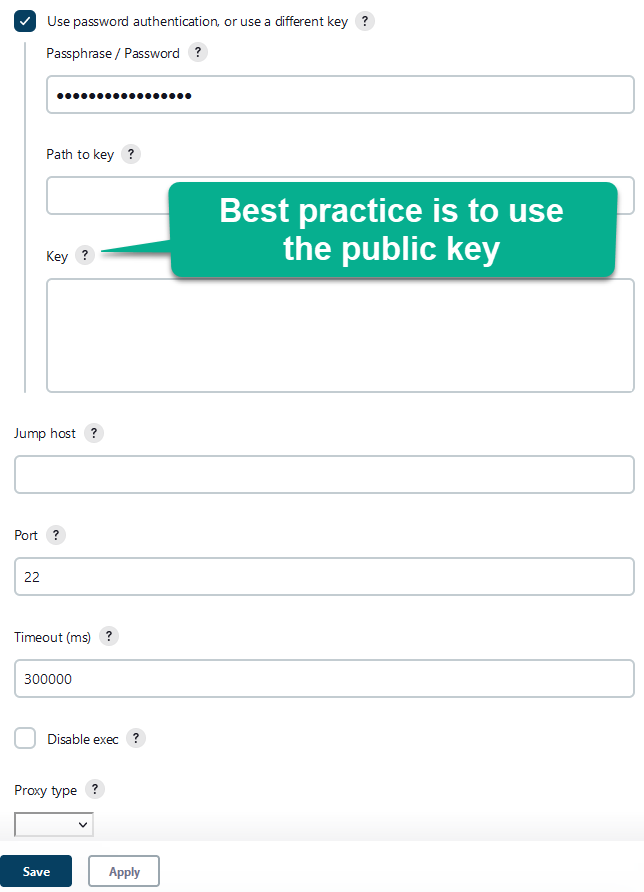 Use password authentication, or use a different key ?
Passphrase / Password ?
•••••••••••••••••
Path to key ?
Best practice is to use
the public key
Key ?
Jump host ?
Port ?
22
Timeout (ms) ?
300000
Disable exec ?
Proxy type ?
Save Apply